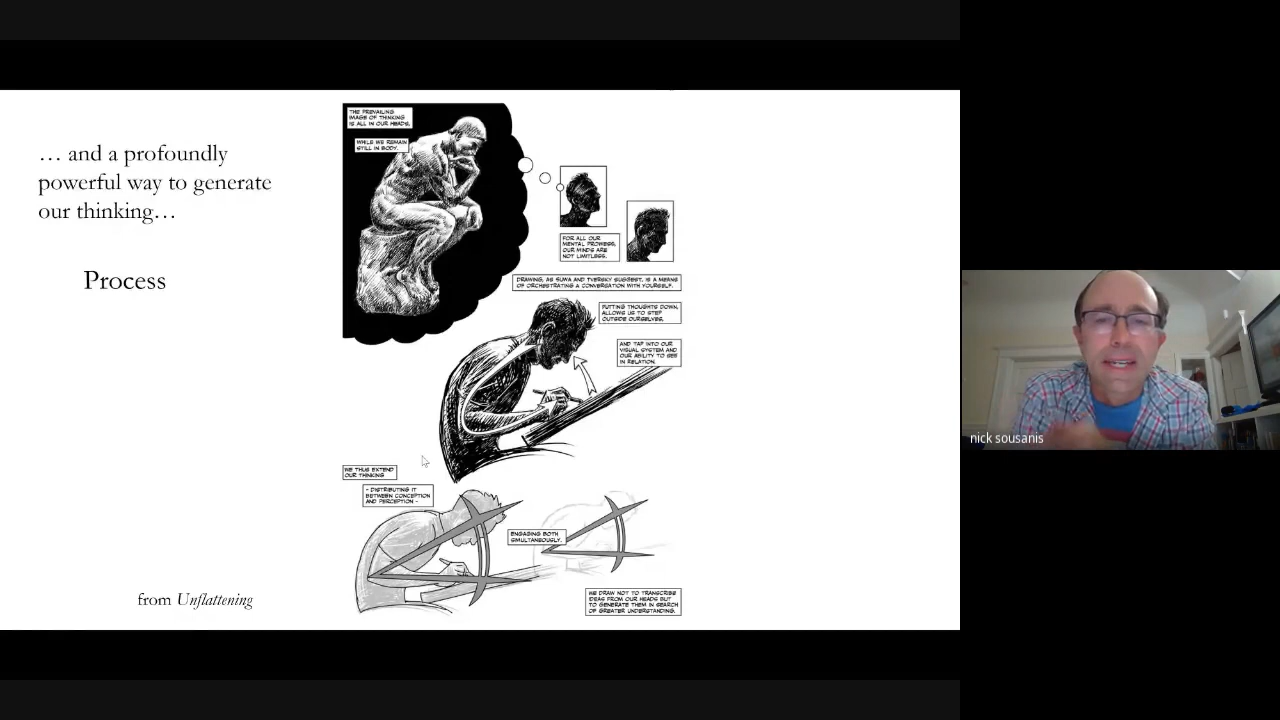 … and a profoundly
powerful way to generate
our thinking…
Process
from Unflattening
THE PREVAILING
IMAGE OF THINKING
IS ALL IN OUR HEADS,
WHILE WE REMAIN
STILL IN BODY.
FOR ALL OUR
MENTAL PROWESS,
OUR MINDS ARE
NOT LIMITLESS.
DRAWING, AS SUWA AND TVERSKY SUGGEST, IS A MEANS
OF ORCHESTRATING A CONVERSATION WITH YOURSELF.
PUTTING THOUGHTS DOWN,
ALLOWS US TO STEP
OUTSIDE OURSELVES,
AND TAP INTO OUR
VISUAL SYSTEM AND
OUR ABILITY TO SEE
IN RELATION.
WE THUS EXTEND
OUR THINKING
- DISTRIBUTING IT
BETWEEN CONCEPTION
AND PERCEPTION -
ENGAGING BOTH
SIMULTANEOUSLY.
WE DRAW NOT TO TRANSCRIBE
IDEAS FROM OUR HEADS BUT
TO GENERATE THEM IN SEARCH
OF GREATER UNDERSTANDING.
nick sousanis